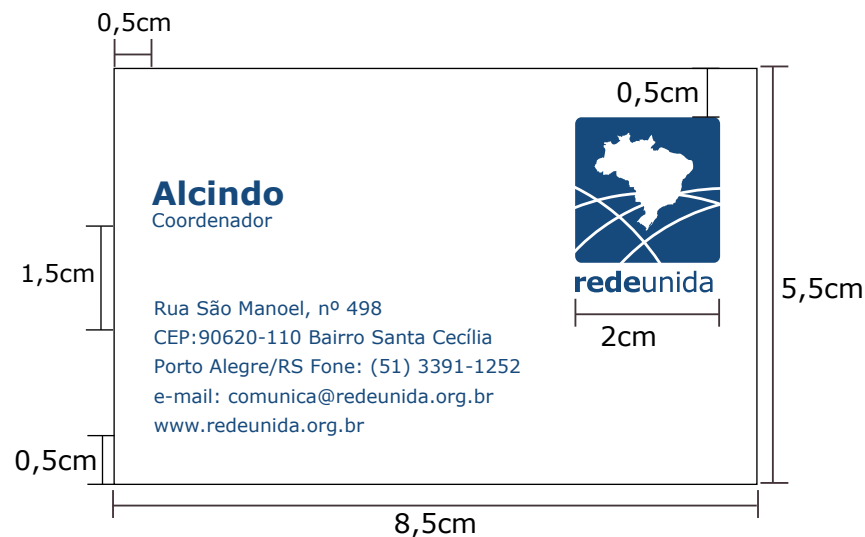 0,5cm
0,5cm
Alcindo
Coordenador
1,5cm
redeunida
5,5cm
2cm
Rua São Manoel, nº 498
CEP:90620-110 Bairro Santa Cecília
Porto Alegre/RS Fone: (51) 3391-1252
e-mail: comunica@redeunida.org.br
www.redeunida.org.br
0,5cm
8,5cm